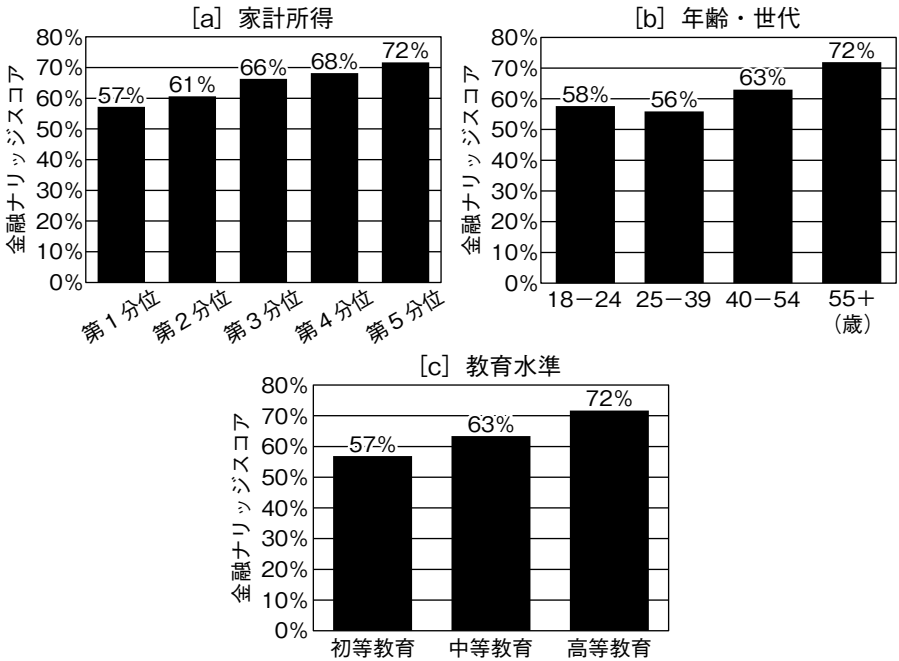 [a] 家計所得
金融ナリッジスコア
80%
70%
60%
50%
40%
30%
20%
10%
0%
57%
61%
66%
68%
72%
第1分位
第2分位
第3分位
第4分位
第5分位
[b] 年齢・世代
金融ナリッジスコア
80%
70%
60%
50%
40%
30%
20%
10%
0%
58%
56%
63%
72%
18−24
25−39
40−54
55+
（歳）
[c] 教育水準
金融ナリッジスコア
80%
70%
60%
50%
40%
30%
20%
10%
0%
57%
63%
72%
初等教育
中等教育
高等教育